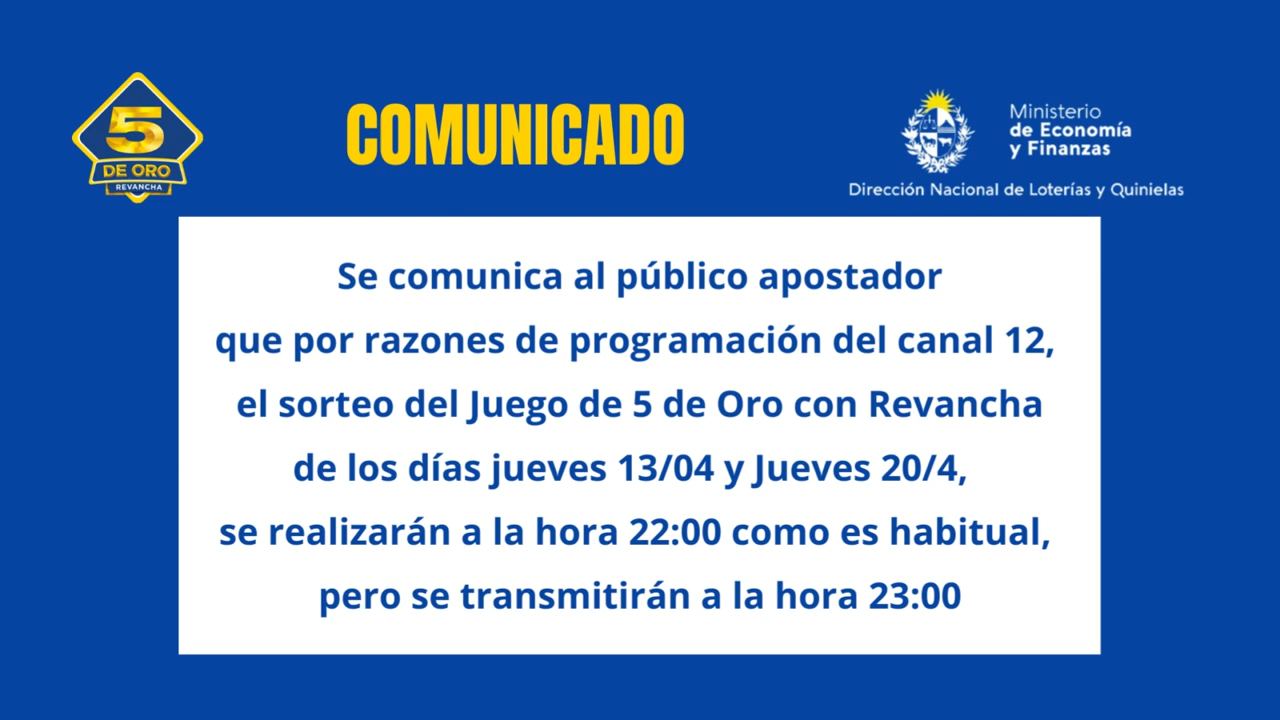 5
DE ORO
REVANCHA
COMUNICADO
Ministerio
de Economía
y Finanzas
Dirección Nacional de Loterías y Quinielas
Se comunica al público apostador
que por razones de programación del canal 12,
el sorteo del Juego de 5 de Oro con Revancha
de los días jueves 13/04 y Jueves 20/4,
se realizarán a la hora 22:00 como es habitual,
pero se transmitirán a la hora 23:00